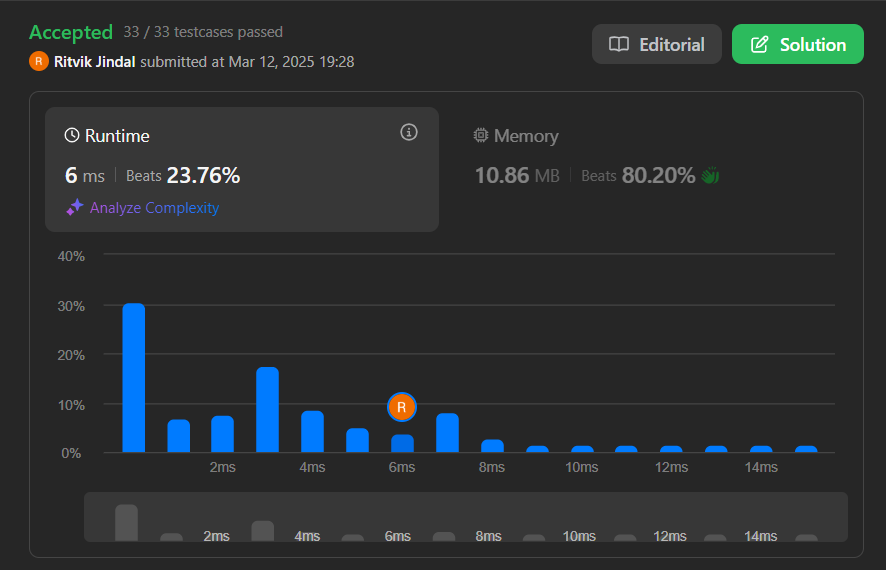 Accepted 33 / 33 testcases passed
R Ritvik Jindal submitted at Mar 12, 2025 19:28
Editorial
Solution
Runtime
6 ms | Beats 23.76%
Analyze Complexity
Memory
10.86 MB | Beats 80.20%
40%
30%
20%
10%
0%
R
2ms 4ms 6ms 8ms 10ms 12ms 14ms
2ms 4ms 6ms 8ms 10ms 12ms 14ms